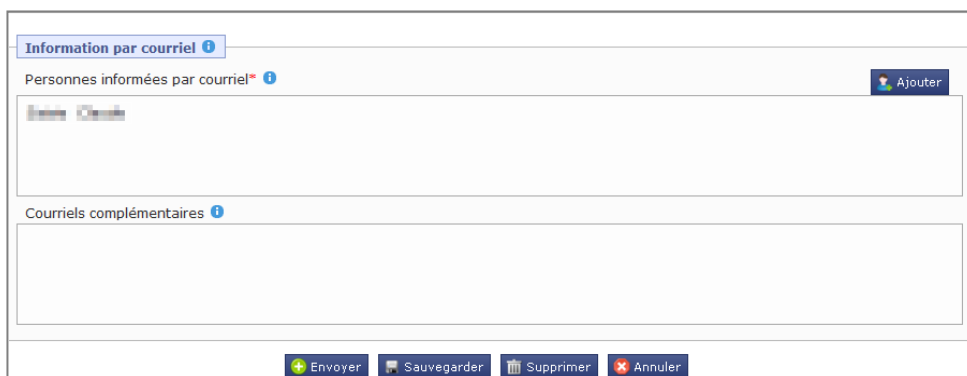 Information par courriel
Personnes informées par courriel*
Ajouter
Courriels complémentaires
Envoyer Sauvegarder Supprimer Annuler